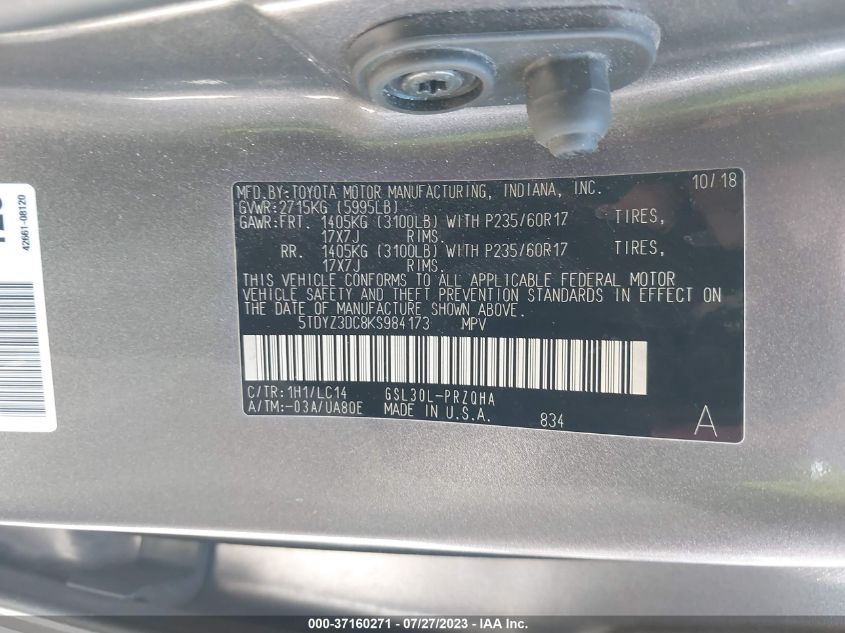 MFD.BY:TOYOTA MOTOR MANUFACTURING, INDIANA, INC. 10/18
GVWR:2715KG (5995LB)
GAWR:FRT. 1405KG (3100LB) WITH P235/60R17 TIRES,
17X7J RIMS.
RR. 1405KG (3100LB) WITH P235/60R17 TIRES,
17X7J RIMS.
THIS VEHICLE CONFORMS TO ALL APPLICABLE FEDERAL MOTOR
VEHICLE SAFETY AND THEFT PREVENTION STANDARDS IN EFFECT ON
THE DATE OF MANUFACTURE SHOWN ABOVE.
5TDYZ3DC8KS984173 MPV
C/TR:1H1/LC14 GSL30L-PRZQHA
A/TM:-03A/UA80E MADE IN U.S.A. 834 A
42661-08120
000-37160271 / 07/27/2023 - IAA Inc.